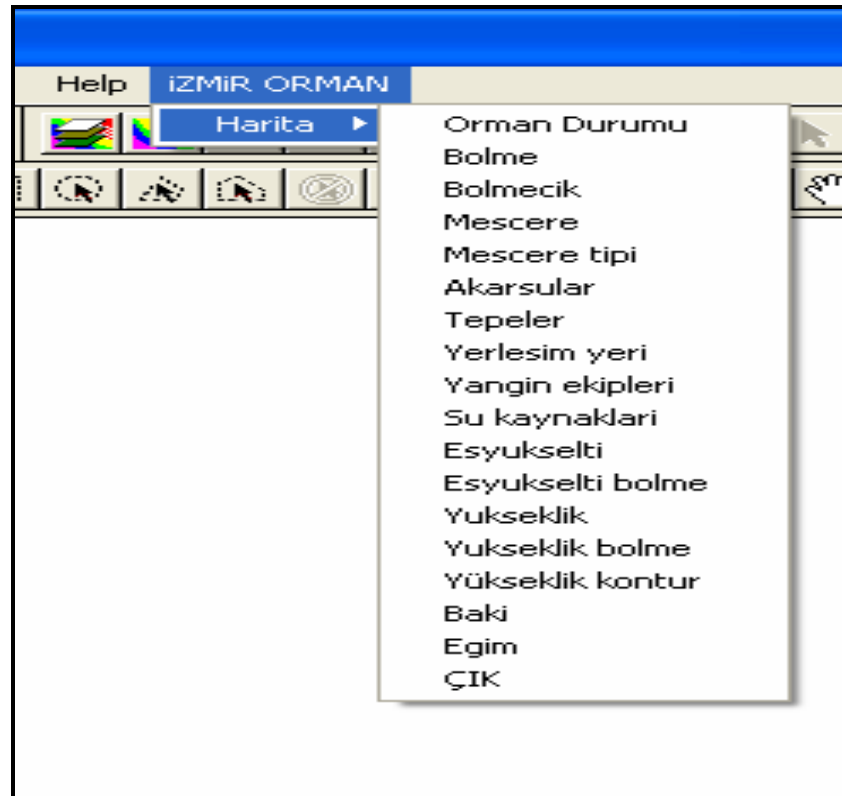 Help iZMiR ORMAN
Harita
Orman Durumu
Bolme
Bolmecik
Mescere
Mescere tipi
Akarsular
Tepeler
Yerlesim yeri
Yangin ekipleri
Su kaynaklari
Esyukselti
Esyukselti bolme
Yukseklik
Yukseklik bolme
Yükseklik kontur
Baki
Egim
ÇIK